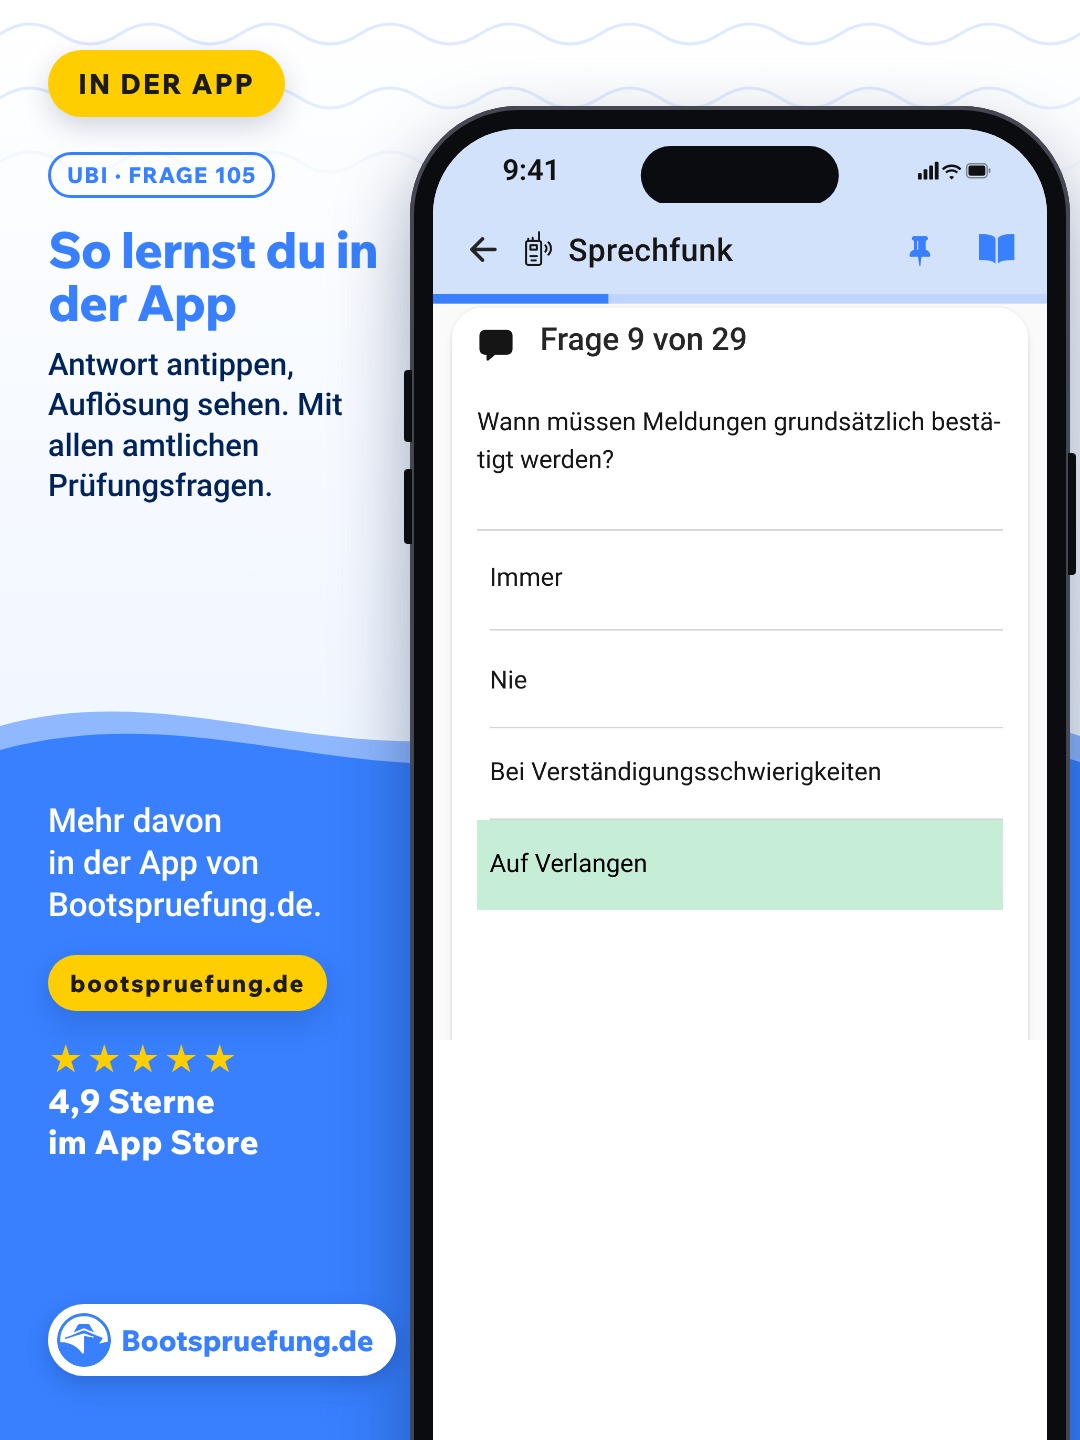 IN DER APP
UBI · FRAGE 105
So lernst du in
der App
Antwort antippen,
Auflösung sehen. Mit
allen amtlichen
Prüfungsfragen.
Mehr davon
in der App von
Bootspruefung.de.
bootspruefung.de
★★★★★
4,9 Sterne
im App Store
Bootspruefung.de
9:41
Sprechfunk
Frage 9 von 29
Wann müssen Meldungen grundsätzlich bestä-
tigt werden?
Immer
Nie
Bei Verständigungsschwierigkeiten
Auf Verlangen